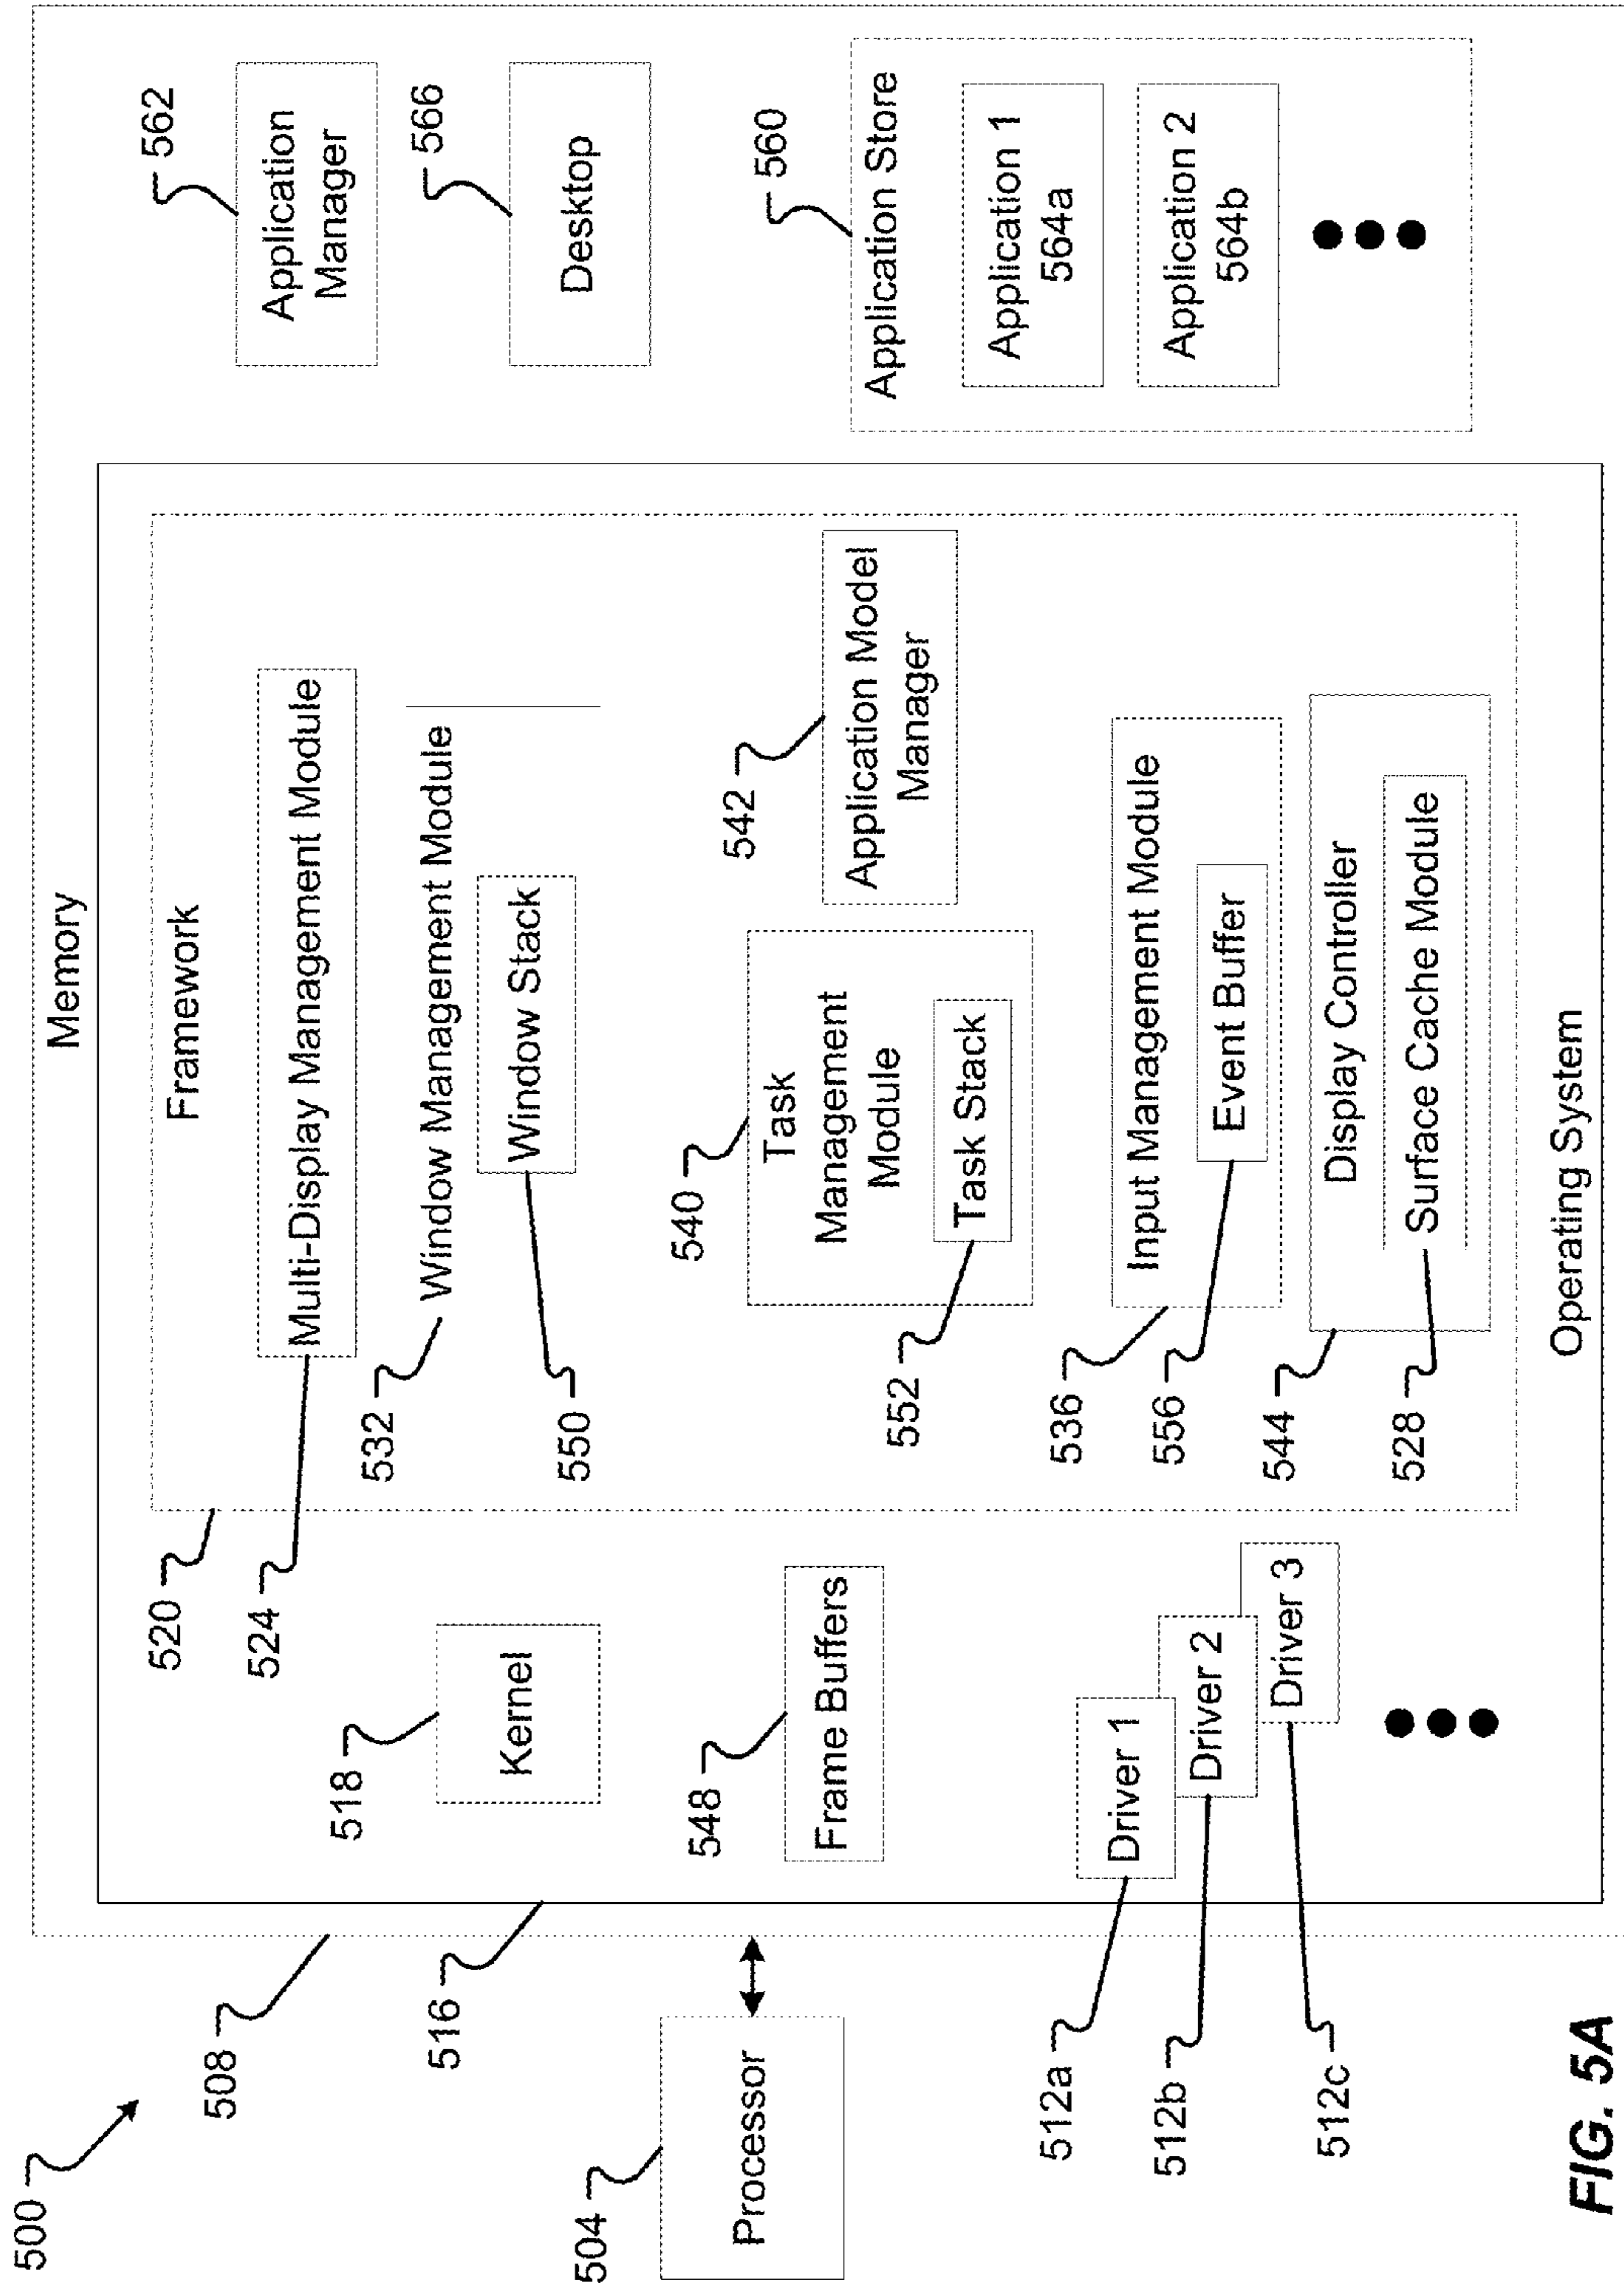 500
508
Memory
516
Operating System
504
Processor
518
Kernel
548
Frame Buffers
512a
Driver 1
512b
Driver 2
512c
Driver 3
520
Framework
524
Multi-Display Management Module
532
Window Management Module
550
Window Stack
540
Task
Management
Module
552
Task Stack
542
Application Model
Manager
536
Input Management Module
556
Event Buffer
544
Display Controller
528
Surface Cache Module
562
Application
Manager
566
Desktop
560
Application Store
Application 1
564a
Application 2
564b
FIG. 5A